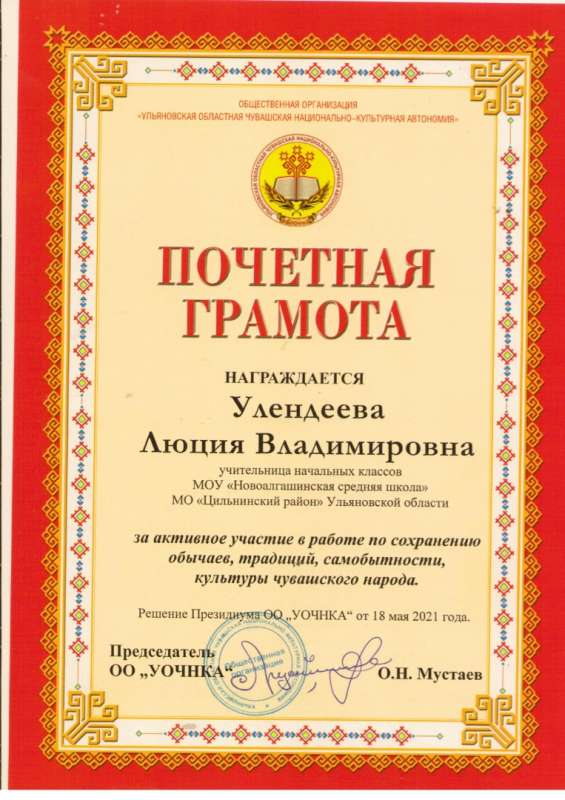 ОБЩЕСТВЕННАЯ ОРГАНИЗАЦИЯ
"УЛЬЯНОВСКАЯ ОБЛАСТНАЯ ЧУВАШСКАЯ НАЦИОНАЛЬНО-КУЛЬТУРНАЯ АВТОНОМИЯ"
ПОЧЕТНАЯ
ГРАМОТА
НАГРАЖДАЕТСЯ
Улендеева
Люция Владимировна
учительница начальных классов
МОУ «Новоалгашинская средняя школа»
МО «Цильнинский район» Ульяновской области
за активное участие в работе по сохранению
обычаев, традиций, самобытности,
культуры чувашского народа.
Решение Президиума ОО „УОЧНКА“ от 18 мая 2021 года.
Председатель
ОО „УОЧНКА“
Общественная
организация
О.Н. Мустаев